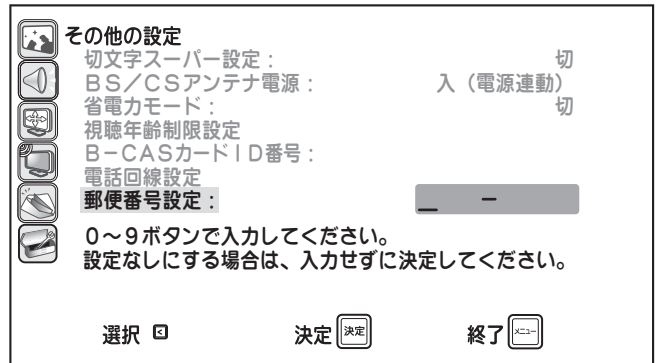 その他の設定
切文字スーパー設定：　切
BS／CSアンテナ電源：　入（電源連動）
省電力モード：　切
視聴年齢制限設定
B－CASカードID番号：
電話回線設定
郵便番号設定：　＿　－
0～9ボタンで入力してください。
設定なしにする場合は、入力せずに決定してください。
選択　決定 決定　終了 メニュー